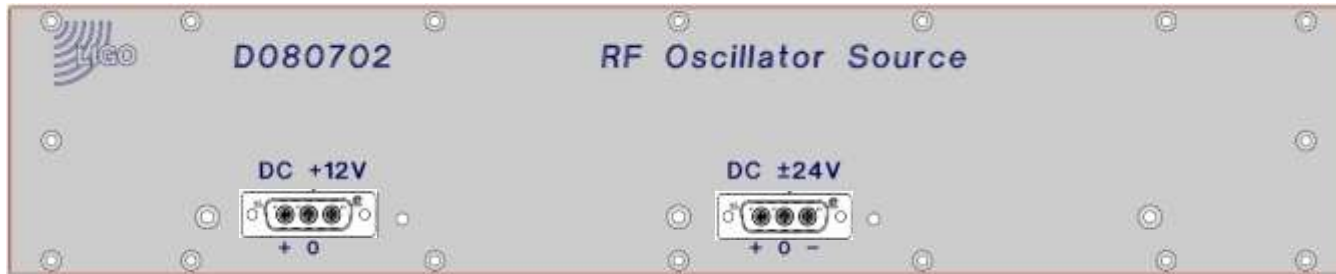 LIGO
D080702
RF Oscillator Source
DC +12V
DC ±24V
+ 0
+ 0 -